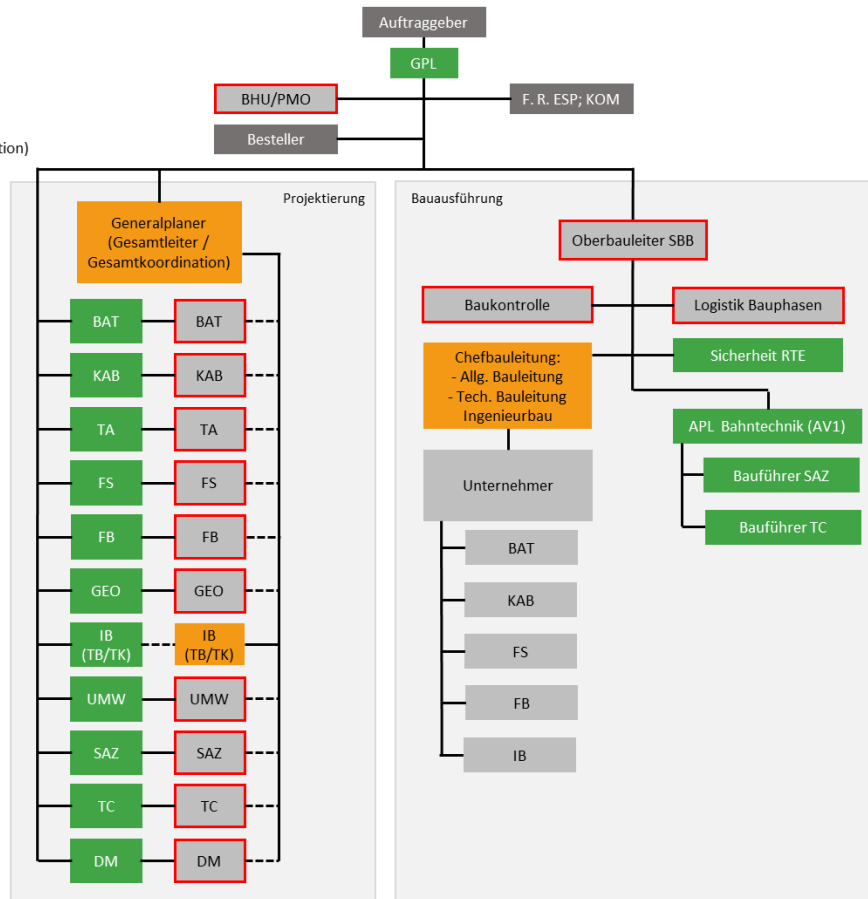 Auftraggeber
GPL
BHU/PMO
F. R. ESP; KOM
Besteller
tion)
Projektierung
Generalplaner
(Gesamtleiter /
Gesamtkoordination)
BAT
BAT
KAB
KAB
TA
TA
FS
FS
FB
FB
GEO
GEO
IB
(TB/TK)
IB
(TB/TK)
UMW
UMW
SAZ
SAZ
TC
TC
DM
DM
Bauausführung
Oberbauleiter SBB
Baukontrolle
Logistik Bauphasen
Chefbauleitung:
- Allg. Bauleitung
- Tech. Bauleitung
Ingenieurbau
Sicherheit RTE
APL Bahntechnik (AV1)
Bauführer SAZ
Bauführer TC
Unternehmer
BAT
KAB
FS
FB
IB